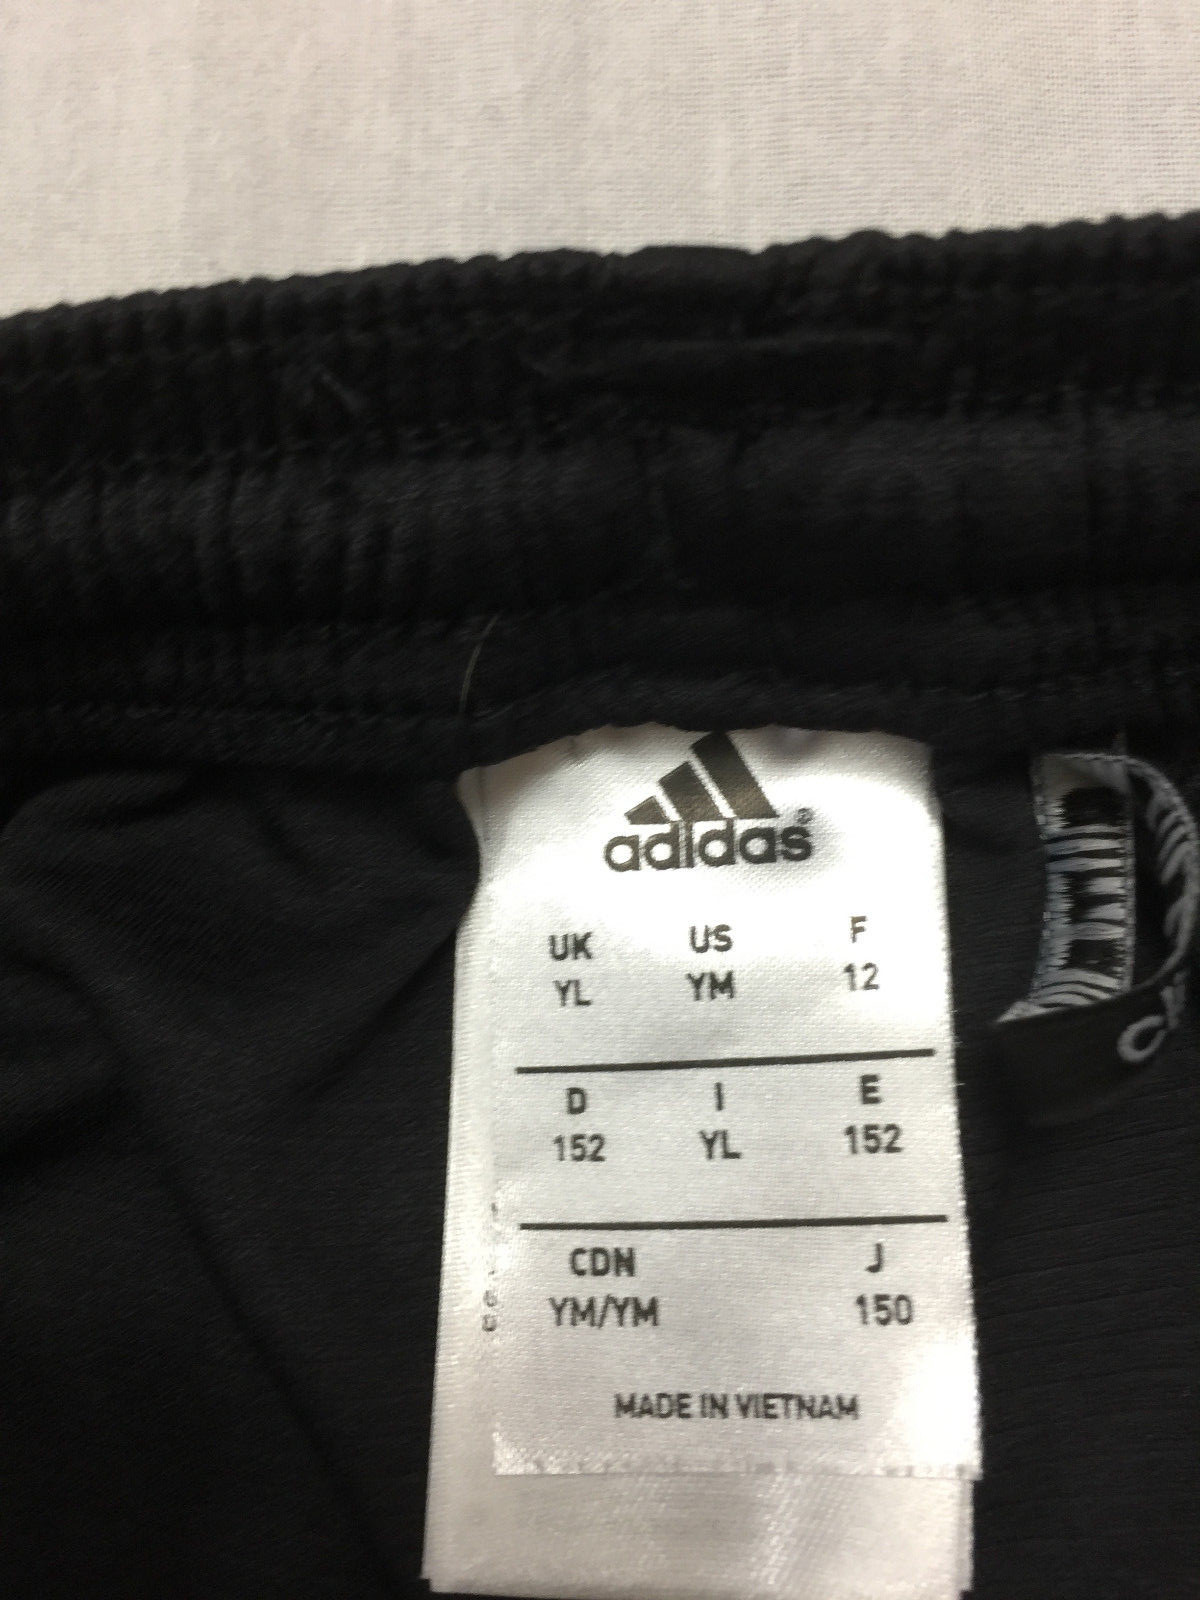 adidas®
UK US F
YL YM 12
D I E
152 YL 152
CDN J
YM/YM 150
MADE IN VIETNAM